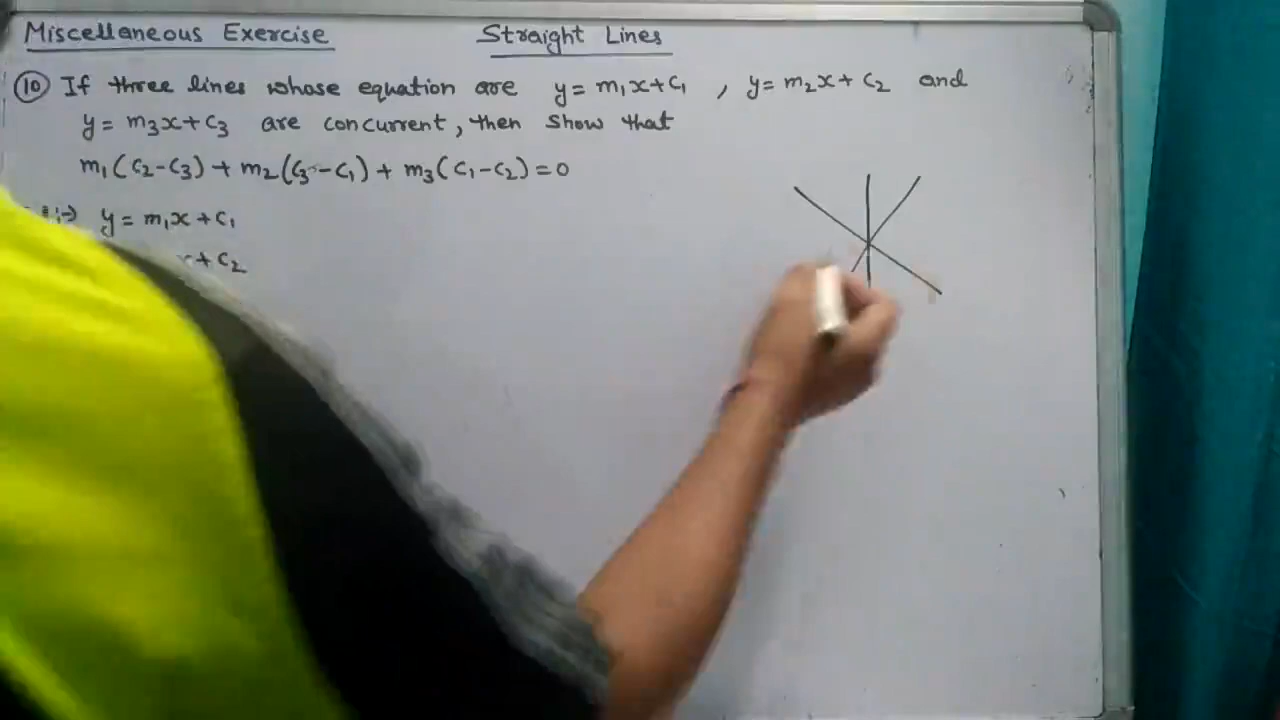 Miscellaneous Exercise Straight Lines
(10) If three lines whose equation are y = m₁x + c₁ , y = m₂x + c₂ and
y = m₃x + c₃ are concurrent, then show that
m₁(c₂-c₃) + m₂(c₃-c₁) + m₃(c₁-c₂) = 0
y = m₁x + c₁
x + c₂